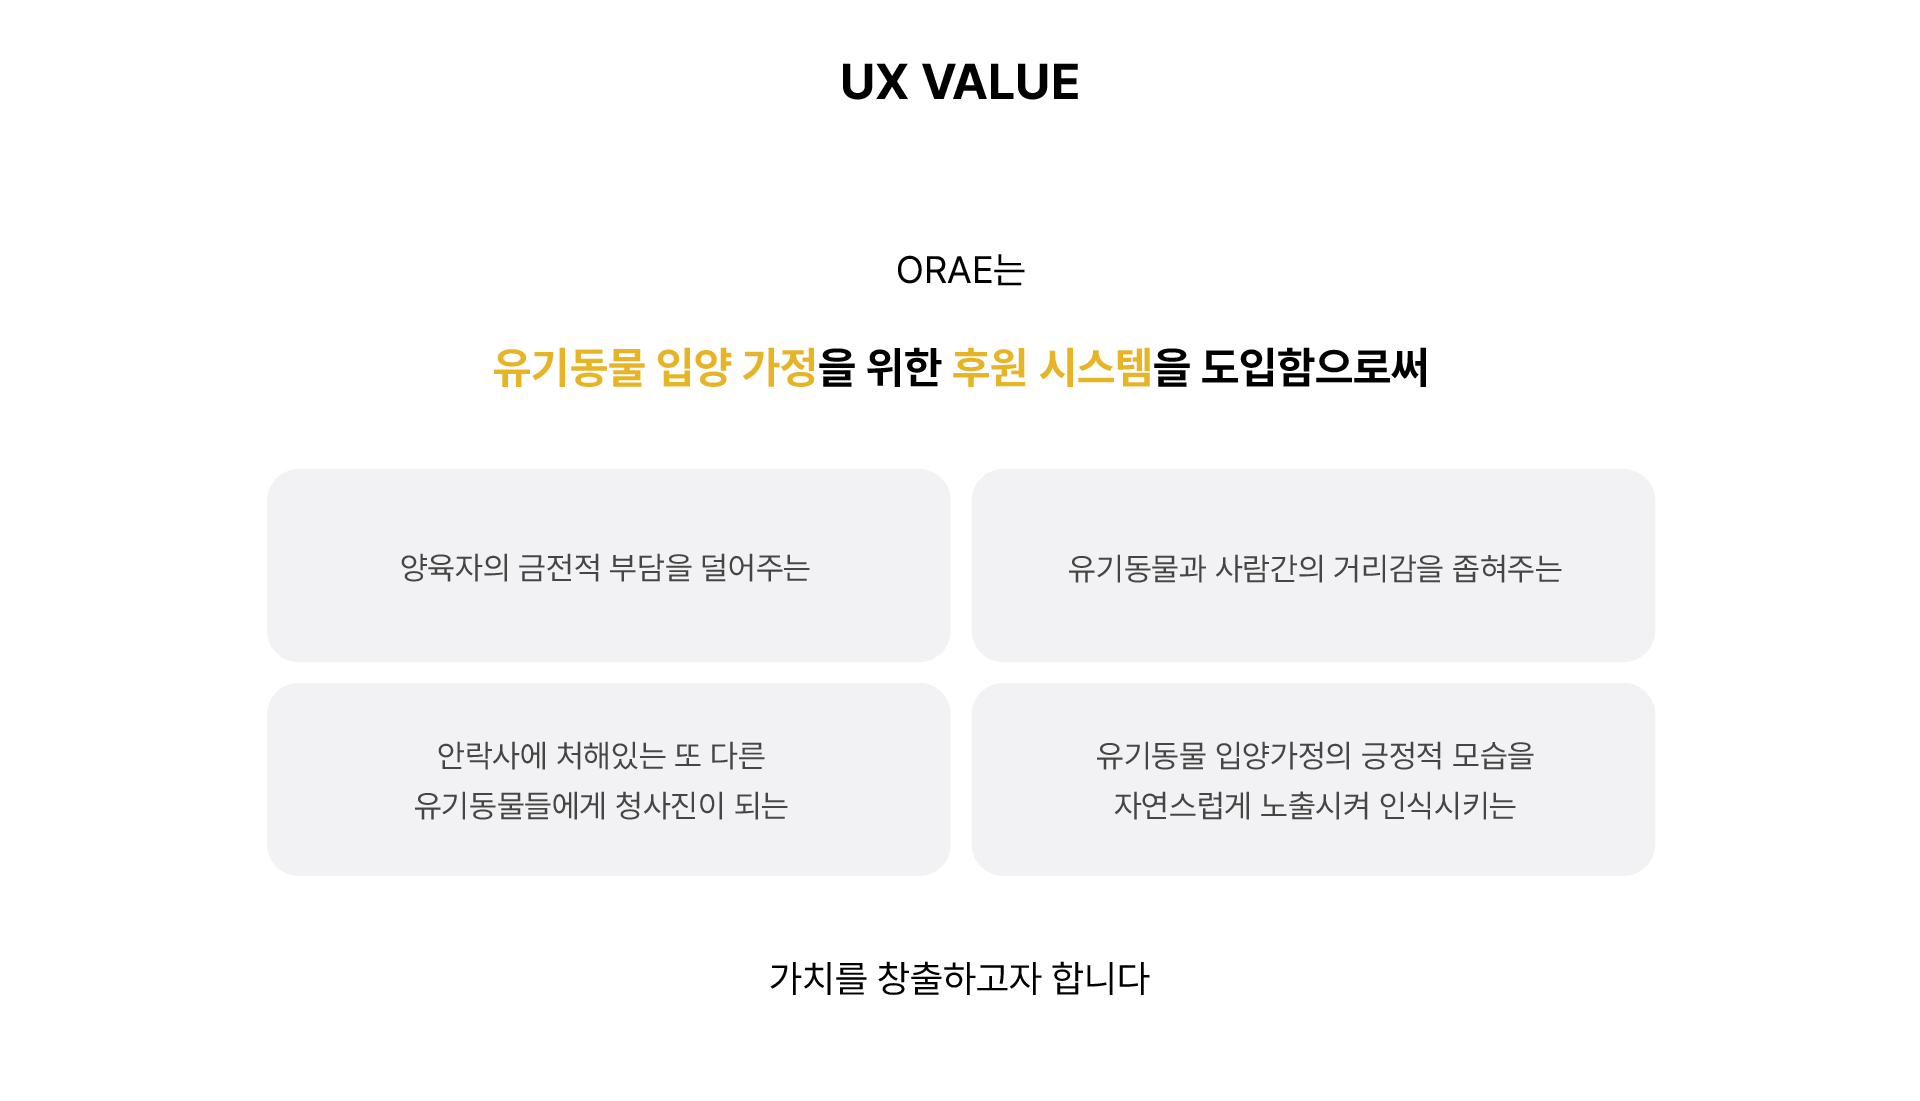 UX VALUE
ORAE는
유기동물 입양 가정을 위한 후원 시스템을 도입함으로써
양육자의 금전적 부담을 덜어주는
유기동물과 사람간의 거리감을 좁혀주는
안락사에 처해있는 또 다른
유기동물들에게 청사진이 되는
유기동물 입양가정의 긍정적 모습을
자연스럽게 노출시켜 인식시키는
가치를 창출하고자 합니다